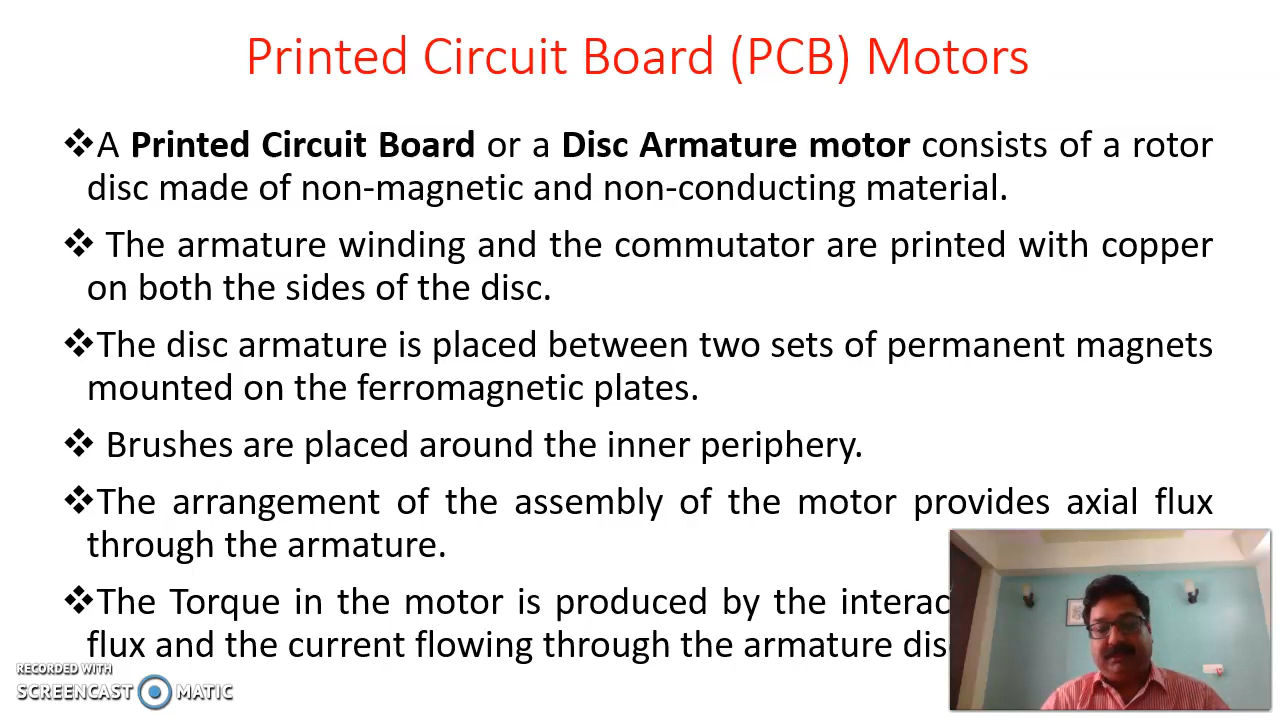 Printed Circuit Board (PCB) Motors
❖A Printed Circuit Board or a Disc Armature motor consists of a rotor
disc made of non-magnetic and non-conducting material.
❖ The armature winding and the commutator are printed with copper
on both the sides of the disc.
❖The disc armature is placed between two sets of permanent magnets
mounted on the ferromagnetic plates.
❖ Brushes are placed around the inner periphery.
❖The arrangement of the assembly of the motor provides axial flux
through the armature.
❖The Torque in the motor is produced by the
flux and the current flowing through the armature
RECORDED WITH
SCREENCAST MATIC